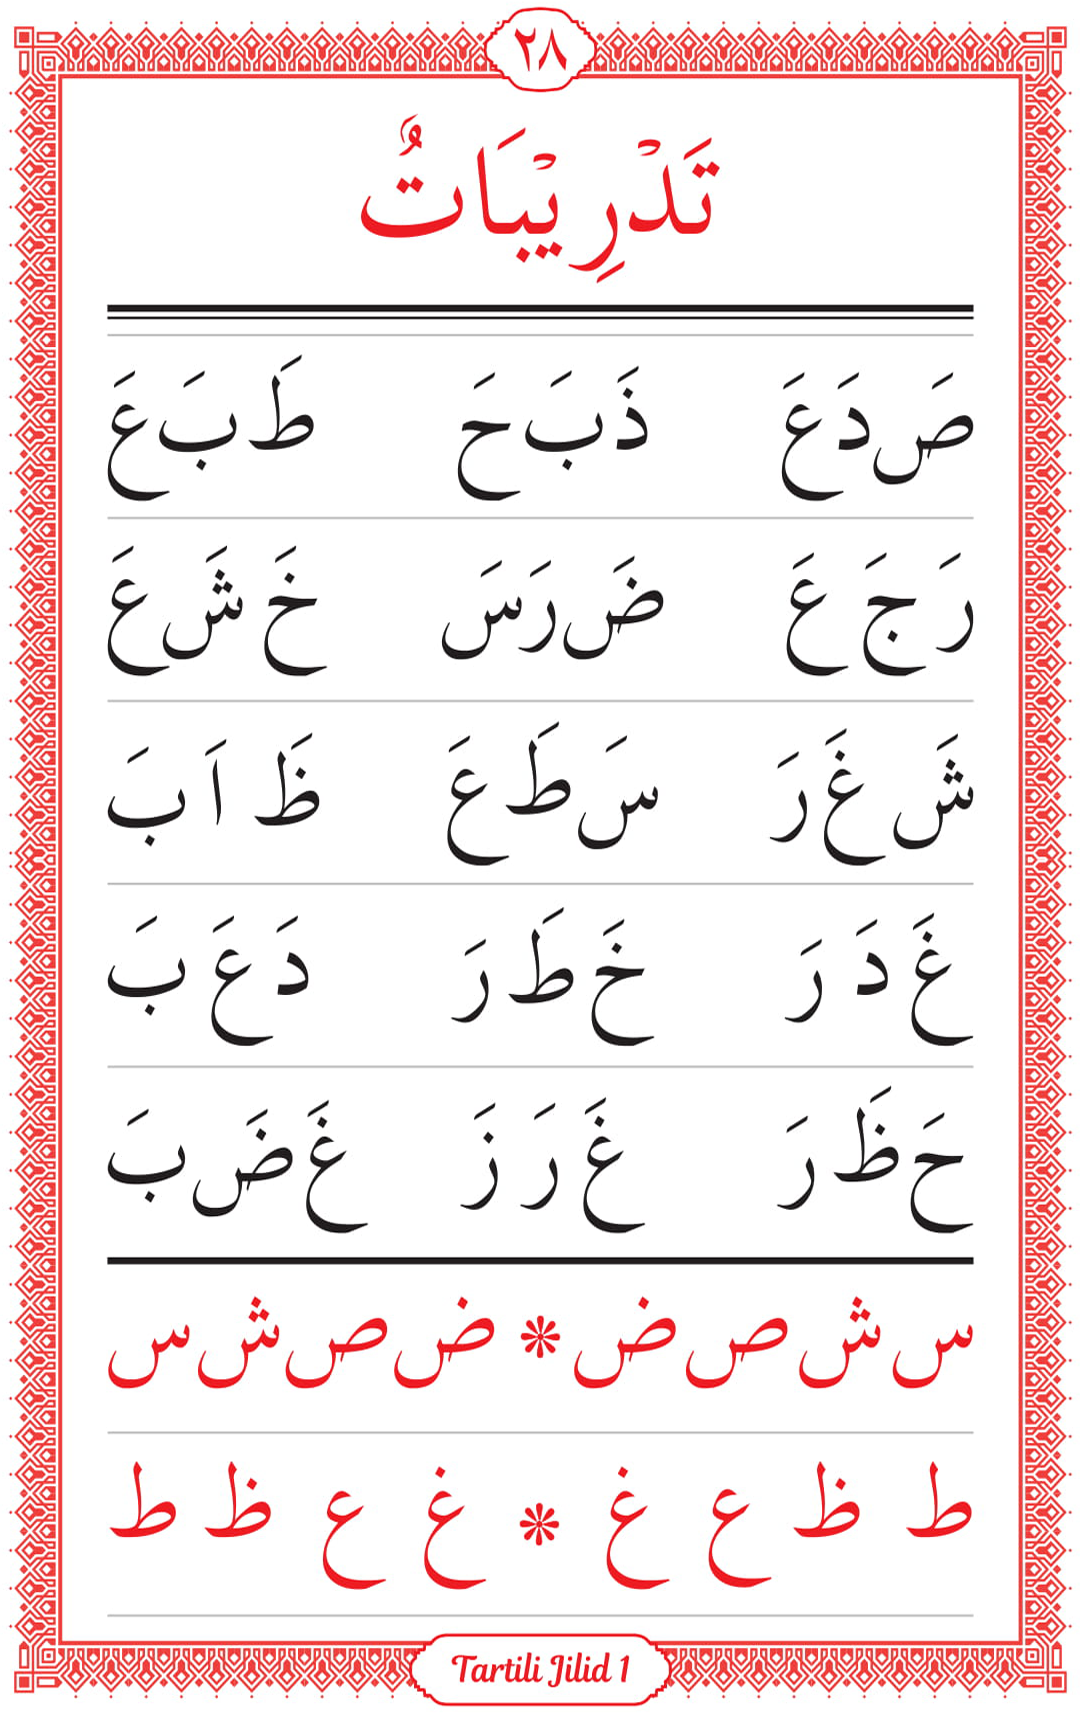 ٢٨
تَدْرِيْبَاتٌ
صَ دَ عَ ذَ بَ حَ طَ بَ عَ
رَ جَ عَ ضَ رَ سَ خَ شَ عَ
شَ غَ رَ سَ طَ عَ ظَ اَ بَ
غَ دَ رَ خَ طَ رَ دَ عَ بَ
حَ ظَ رَ غَ رَ زَ غَ ضَ بَ
س ش ص ض * ض ص ش س
ط ظ ع غ * غ ع ظ ط
Tartili Jilid 1